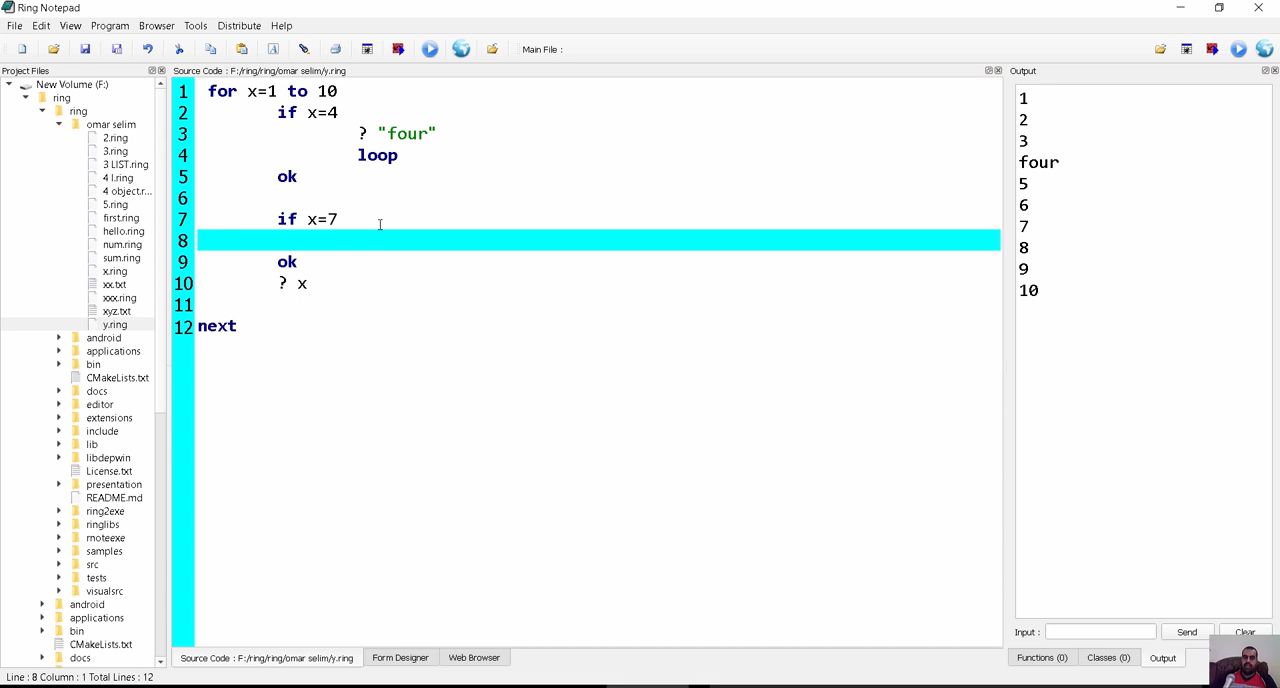 Ring Notepad
File Edit View Program Browser Tools Distribute Help
Main File :
Project Files
Source Code : F:/ring/ring/omar selim/y.ring
Output
New Volume (F:)
ring
ring
omar selim
2.ring
3.ring
3 LIST.ring
4 l.ring
4 object.r...
5.ring
first.ring
hello.ring
num.ring
sum.ring
x.ring
xx.txt
xxx.ring
xyz.txt
y.ring
android
applications
bin
CMakeLists.txt
docs
editor
extensions
include
lib
libdepwin
License.txt
presentation
README.md
ring2exe
ringlibs
rnoteexe
samples
src
tests
visualsrc
android
applications
bin
CMakeLists.txt
docs
1 for x=1 to 10
2 if x=4
3 ? "four"
4 loop
5 ok
6
7 if x=7
8
9 ok
10 ? x
11
12 next
1
2
3
four
5
6
7
8
9
10
Input :
Send
Clear
Source Code : F:/ring/ring/omar selim/y.ring
Form Designer
Web Browser
Functions (0)
Classes (0)
Output
Line : 8 Column : 1 Total Lines : 12